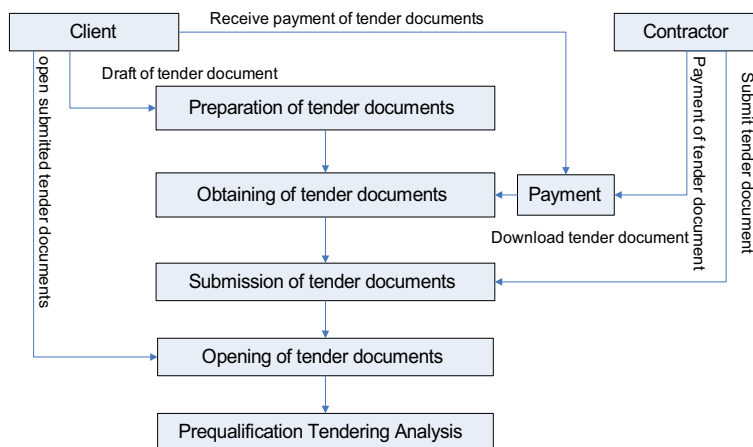 Receive payment of tender documents
Client
Contractor
Draft of tender document
open submitted tender documents
Payment of tender document
Submit tender document
Preparation of tender documents
Obtaining of tender documents
Payment
Download tender document
Submission of tender documents
Opening of tender documents
Prequalification Tendering Analysis